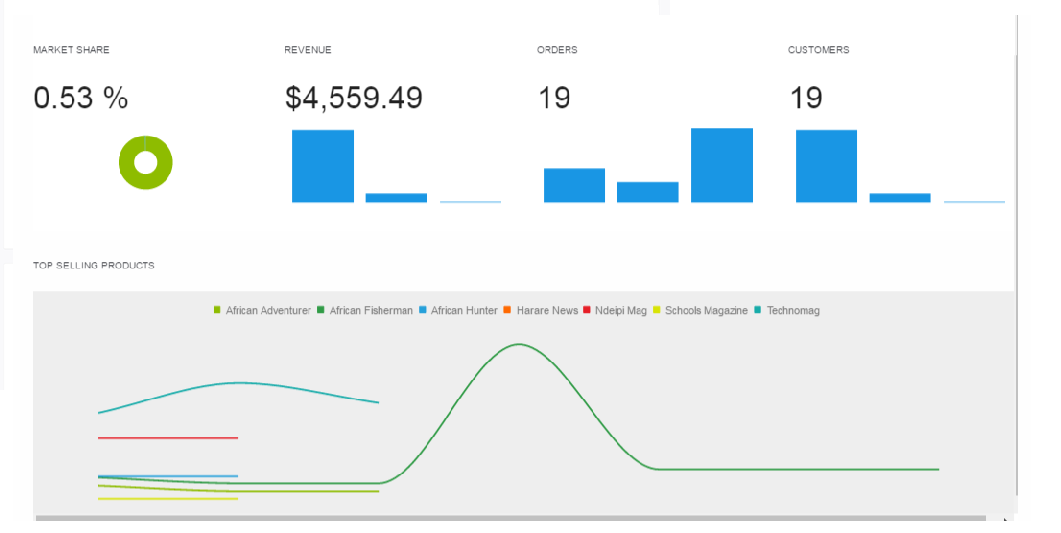 MARKET SHARE REVENUE ORDERS CUSTOMERS
0.53 % $4,559.49 19 19
TOP SELLING PRODUCTS
African Adventurer African Fisherman African Hunter Harare News Ndeipi Mag Schools Magazine Technomag